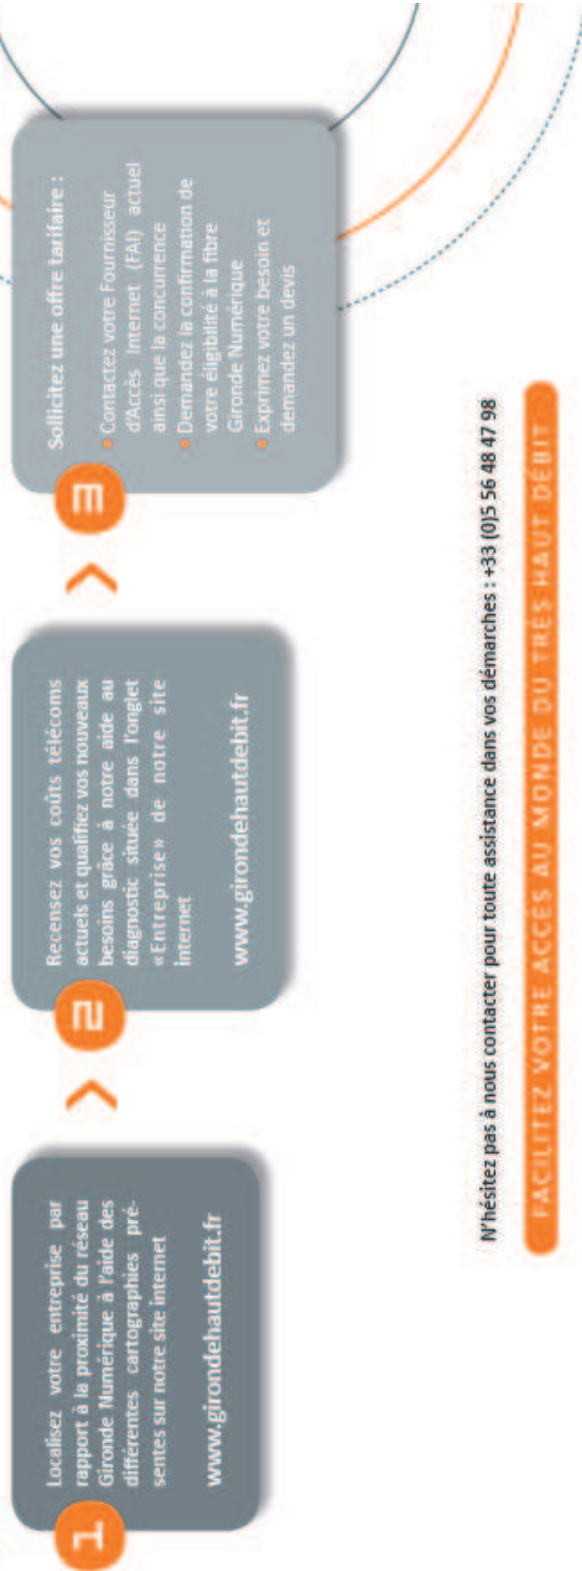 1
Localisez votre entreprise par
rapport à la proximité du réseau
Gironde Numérique à l'aide des
différentes cartographies pré-
sentes sur notre site internet
www.girondehautdebit.fr
2
Recensez vos coûts télécoms
actuels et qualifiez vos nouveaux
besoins grâce à notre aide au
diagnostic située dans l'onglet
«Entreprise» de notre site
internet
www.girondehautdebit.fr
3
Sollicitez une offre tarifaire :
• Contactez votre Fournisseur
d'Accès Internet (FAI) actuel
ainsi que la concurrence
• Demandez la confirmation de
votre éligibilité à la fibre
Gironde Numérique
• Exprimez votre besoin et
demandez un devis
N'hésitez pas à nous contacter pour toute assistance dans vos démarches : +33 (0)5 56 48 47 98
FACILITEZ VOTRE ACCÈS AU MONDE DU TRÈS HAUT DÉBIT